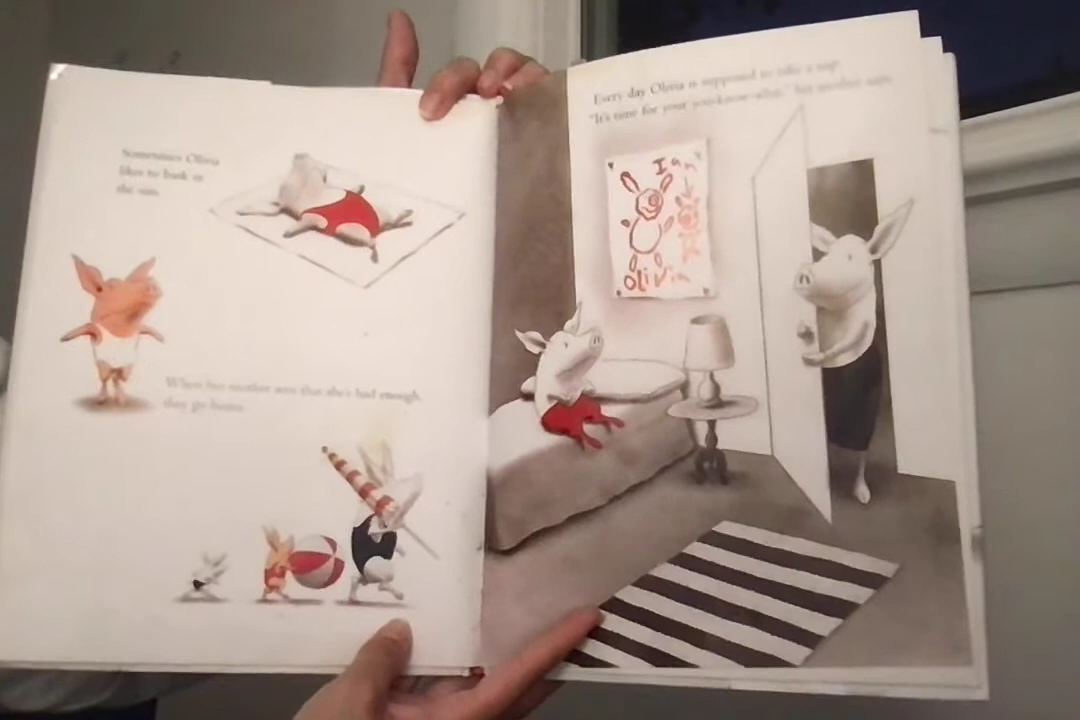 Sometimes Olivia
likes to bask in
the sun.
When her mother sees that she's had enough,
they go home.
Every day Olivia is supposed to take a nap.
"It's time for your you-know-what," her mother says.
Ian
Olivia